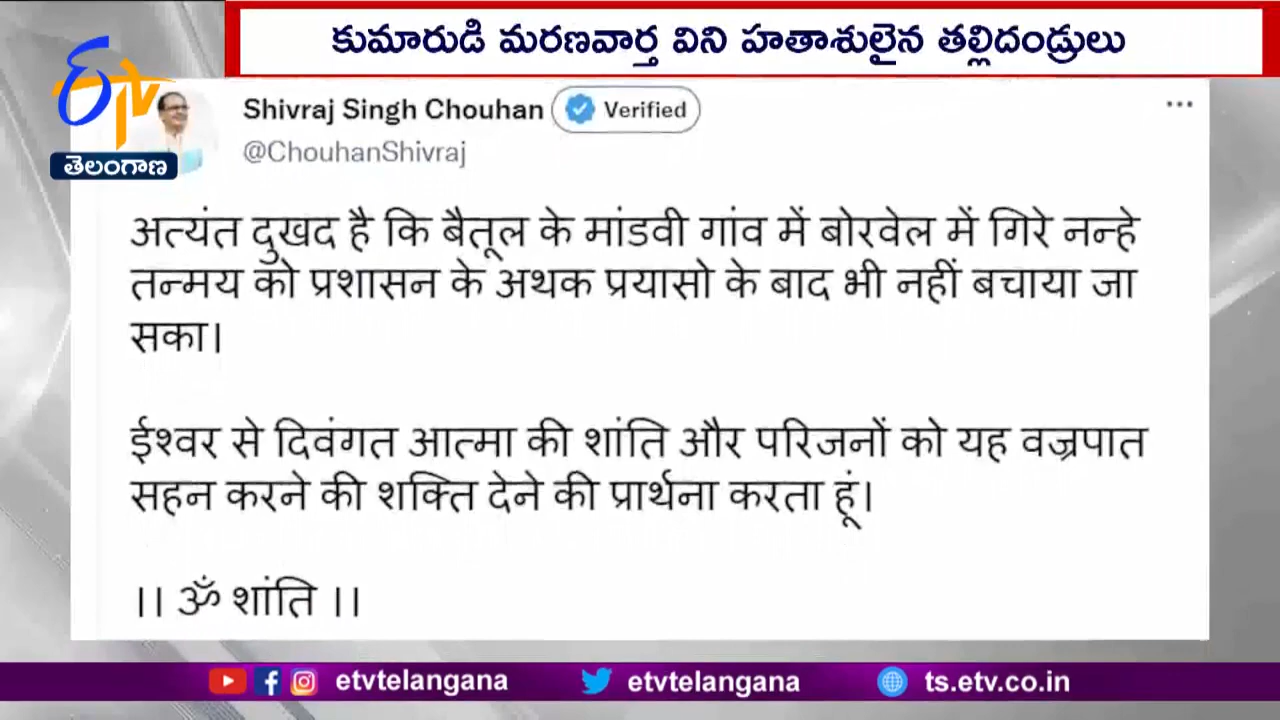 కుమారుడి మరణవార్త విని హతాశులైన తల్లిదండ్రులు
ETV
తెలంగాణ
Shivraj Singh Chouhan Verified
@ChouhanShivraj
अत्यंत दुखद है कि बैतूल के मांडवी गांव में बोरवेल में गिरे नन्हे
तन्मय को प्रशासन के अथक प्रयासो के बाद भी नहीं बचाया जा
सका।
ईश्वर से दिवंगत आत्मा की शांति और परिजनों को यह वज्रपात
सहन करने की शक्ति देने की प्रार्थना करता हूं।
।। ॐ शांति ।।
etvtelangana etvtelangana ts.etv.co.in